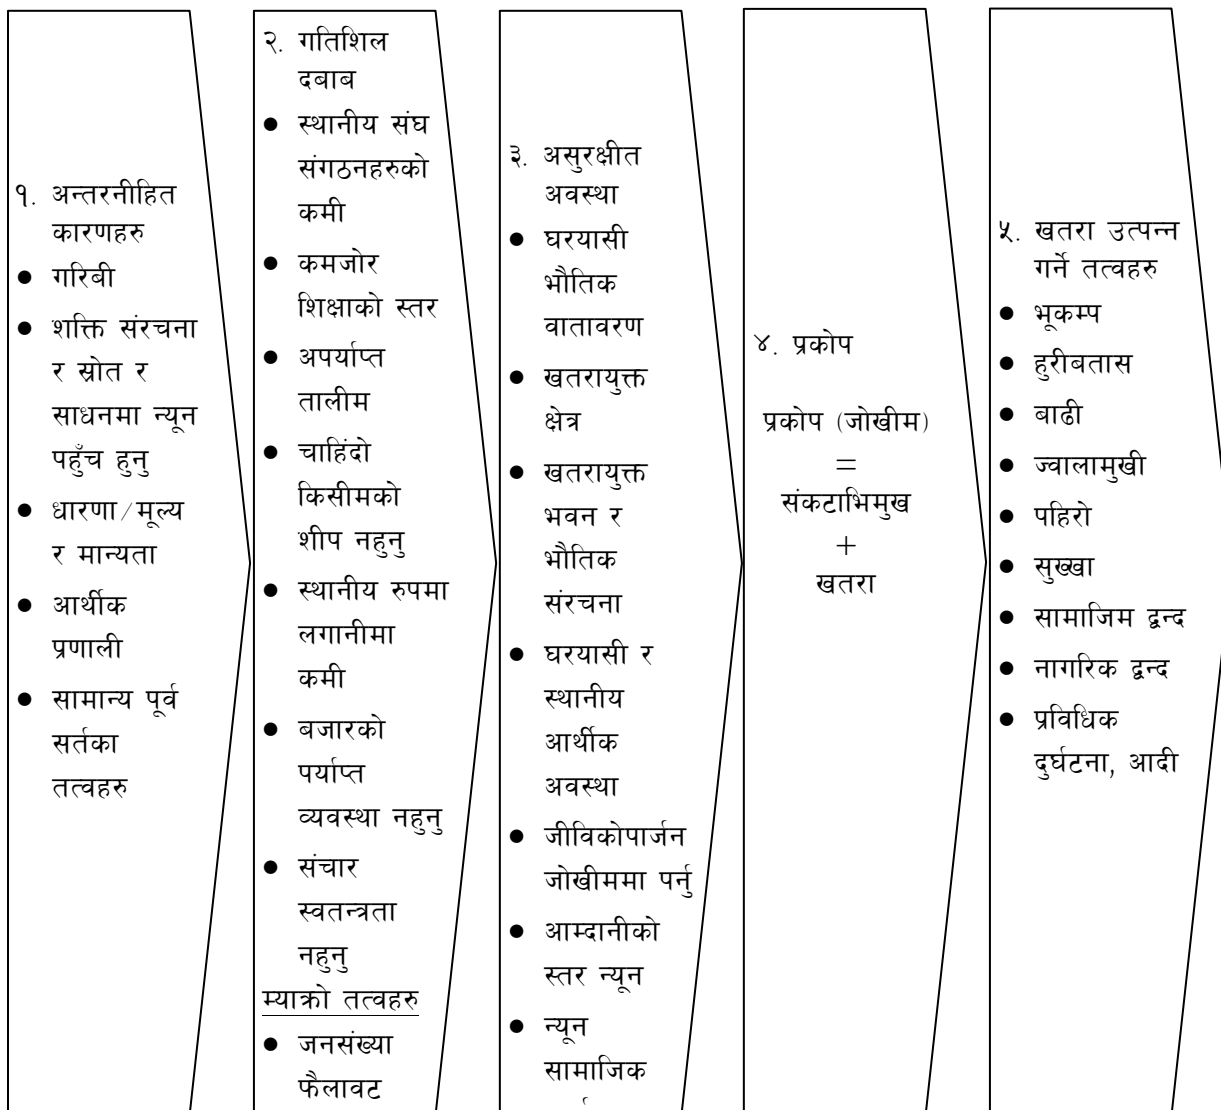 १. अन्तरनीहित
कारणहरु
● गरिबी
● शक्ति संरचना
र स्रोत र
साधनमा न्यून
पहुँच हुनु
● धारणा/मूल्य
र मान्यता
● आर्थीक
प्रणाली
● सामान्य पूर्व
सर्तका
तत्वहरु
२. गतिशिल
दबाब
● स्थानीय संघ
संगठनहरुको
कमी
● कमजोर
शिक्षाको स्तर
● अपर्याप्त
तालीम
● चाहिंदो
किसीमको
शीप नहुनु
● स्थानीय रुपमा
लगानीमा
कमी
● बजारको
पर्याप्त
व्यवस्था नहुनु
● संचार
स्वतन्त्रता
नहुनु
म्याक्रो तत्वहरु
● जनसंख्या
फैलावट
३. असुरक्षीत
अवस्था
● घरयासी
भौतिक
वातावरण
● खतरायुक्त
क्षेत्र
● खतरायुक्त
भवन र
भौतिक
संरचना
● घरयासी र
स्थानीय
आर्थीक
अवस्था
● जीविकोपार्जन
जोखीममा पर्नु
● आम्दानीको
स्तर न्यून
● न्यून
सामाजिक
४. प्रकोप
प्रकोप (जोखीम)
=
संकटाभिमुख
+
खतरा
५. खतरा उत्पन्न
गर्ने तत्वहरु
● भूकम्प
● हुरीबतास
● बाढी
● ज्वालामुखी
● पहिरो
● सुख्खा
● सामाजिम द्वन्द
● नागरिक द्वन्द
● प्रविधिक
दुर्घटना, आदी